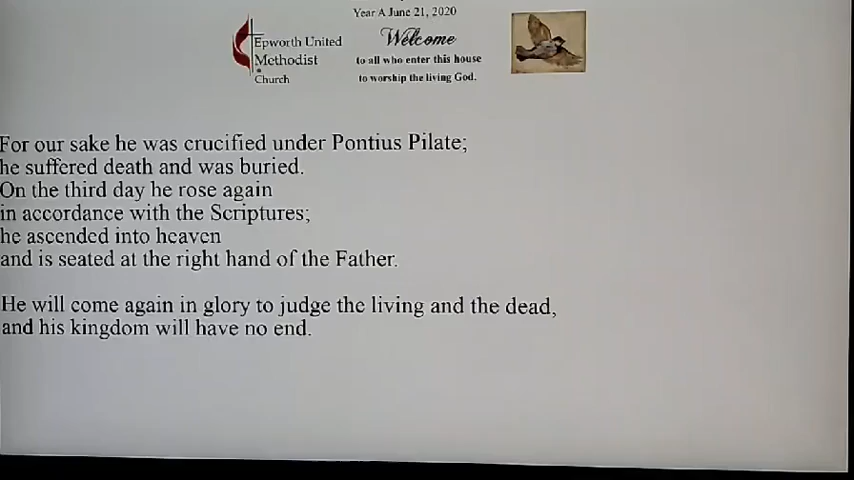 Year A June 21, 2020
Epworth United
Methodist
Church
Welcome
to all who enter this house
to worship the living God.
For our sake he was crucified under Pontius Pilate;
he suffered death and was buried.
On the third day he rose again
in accordance with the Scriptures;
he ascended into heaven
and is seated at the right hand of the Father.
He will come again in glory to judge the living and the dead,
and his kingdom will have no end.